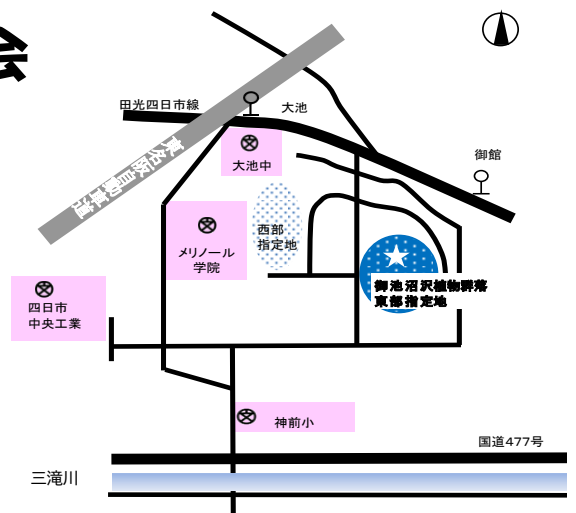 田光四日市線
大池
東名阪自動車道
大池中
御館
西部
指定地
メリノール
学院
御池沼沢植物群落
東部指定地
四日市
中央工業
神前小
国道477号
三滝川